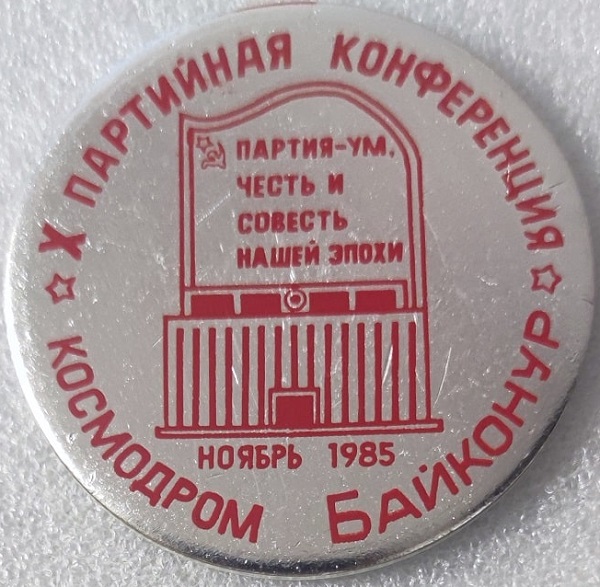 X ПАРТИЙНАЯ КОНФЕРЕНЦИЯ
ПАРТИЯ-УМ,
ЧЕСТЬ И
СОВЕСТЬ
НАШЕЙ ЭПОХИ
НОЯБРЬ 1985
КОСМОДРОМ БАЙКОНУР